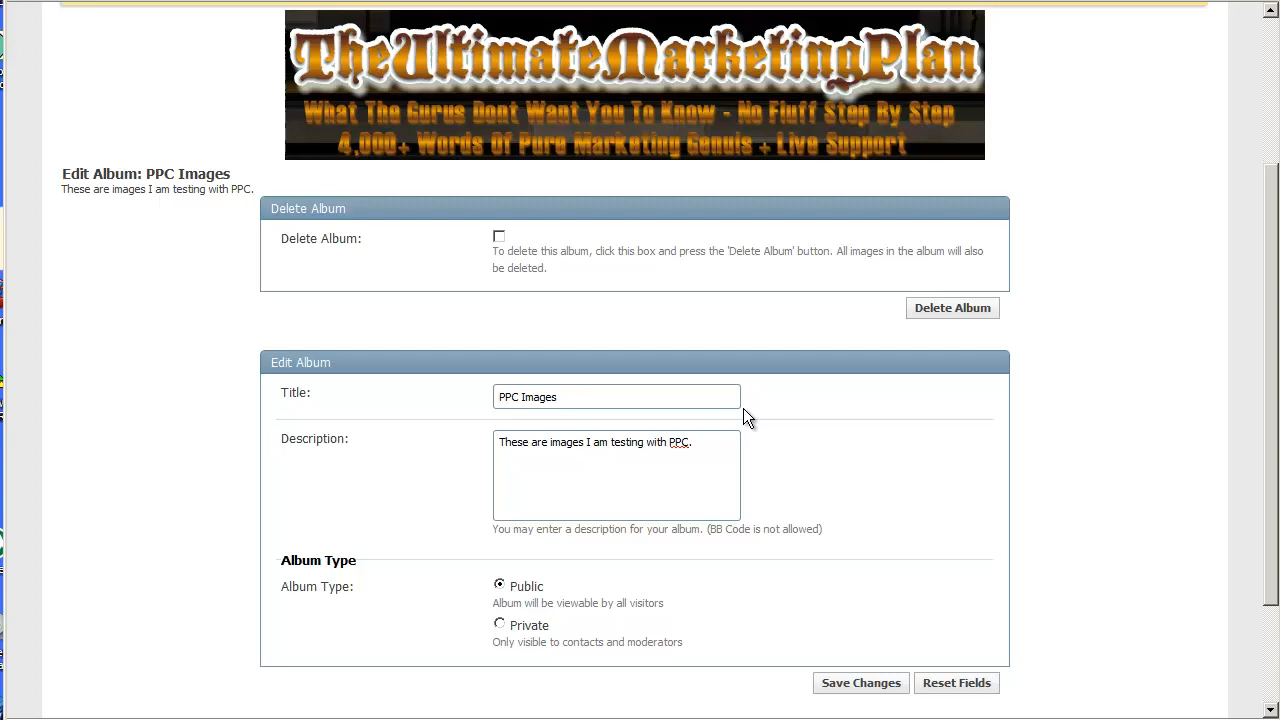 TheUltimateMarketingPlan
What The Gurus Dont Want You To Know - No Fluff Step By Step
4,000+ Words Of Pure Marketing Genuis + Live Support
Edit Album: PPC Images
These are images I am testing with PPC.
Delete Album
Delete Album:
To delete this album, click this box and press the 'Delete Album' button. All images in the album will also
be deleted.
Delete Album
Edit Album
Title:
PPC Images
Description:
These are images I am testing with PPC.
You may enter a description for your album. (BB Code is not allowed)
Album Type
Album Type:
Public
Album will be viewable by all visitors
Private
Only visible to contacts and moderators
Save Changes
Reset Fields